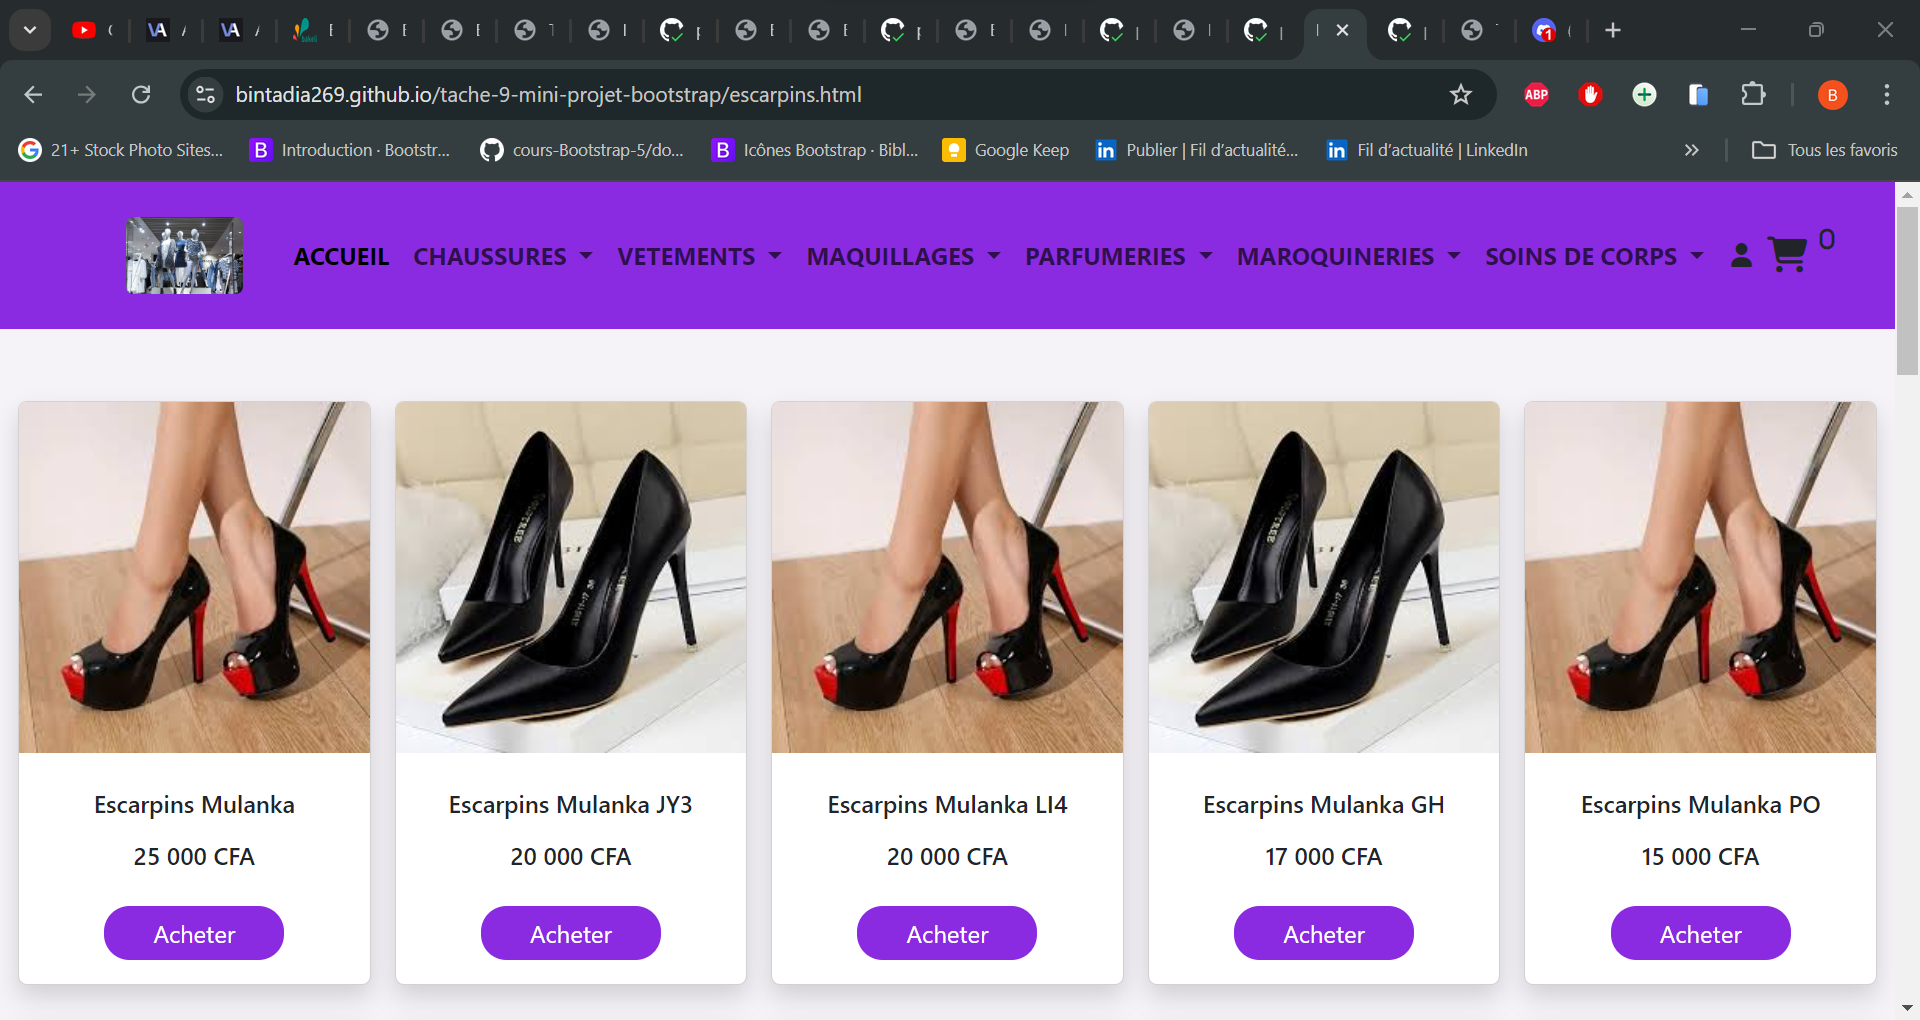 bintadia269.github.io/tache-9-mini-projet-bootstrap/escarpins.html
ABP
B
21+ Stock Photo Sites...
Introduction · Bootstr...
cours-Bootstrap-5/do...
Icônes Bootstrap · Bibl...
Google Keep
Publier | Fil d'actualité...
Fil d'actualité | LinkedIn
Tous les favoris
ACCUEIL
CHAUSSURES
VETEMENTS
MAQUILLAGES
PARFUMERIES
MAROQUINERIES
SOINS DE CORPS
0
Escarpins Mulanka
25 000 CFA
Acheter
Escarpins Mulanka JY3
20 000 CFA
Acheter
Escarpins Mulanka LI4
20 000 CFA
Acheter
Escarpins Mulanka GH
17 000 CFA
Acheter
Escarpins Mulanka PO
15 000 CFA
Acheter